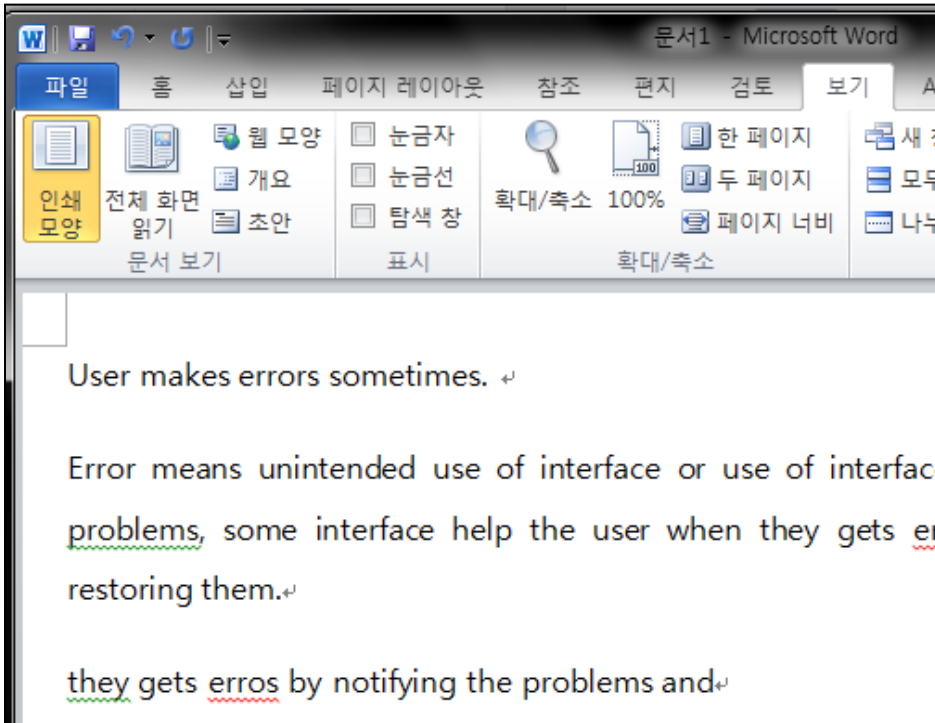 문서1 - Microsoft Word
파일 홈 삽입 페이지 레이아웃 참조 편지 검토 보기
인쇄 모양
전체 화면 읽기
웹 모양
개요
초안
문서 보기
눈금자
눈금선
탐색 창
표시
확대/축소
100
100%
한 페이지
두 페이지
페이지 너비
확대/축소
새
User makes errors sometimes.
Error means unintended use of interface or use of
problems, some interface help the user when they gets
restoring them.
they gets erros by notifying the problems and